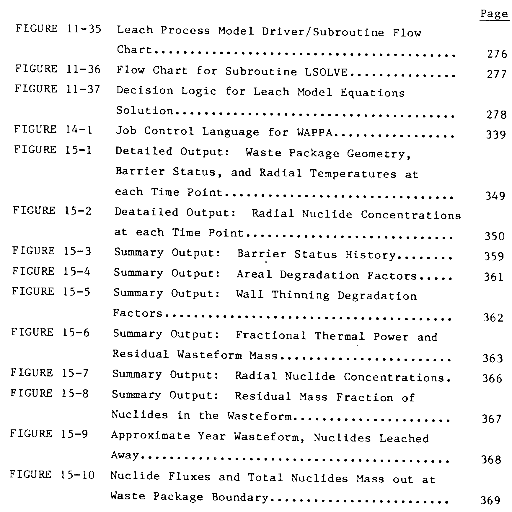 Page
FIGURE 11-35 Leach Process Model Driver/Subroutine Flow
Chart........................................ 276
FIGURE 11-36 Flow Chart for Subroutine LSOLVE.............. 277
FIGURE 11-37 Decision Logic for Leach Model Equations
Solution..................................... 278
FIGURE 14-1 Job Control Language for WAPPA................ 339
FIGURE 15-1 Detailed Output: Waste Package Geometry,
Barrier Status, and Radial Temperatures at
each Time Point............................... 349
FIGURE 15-2 Deatailed Output: Radial Nuclide Concentrations
at each Time Point............................ 350
FIGURE 15-3 Summary Output: Barrier Status History........ 359
FIGURE 15-4 Summary Output: Areal Degradation Factors..... 361
FIGURE 15-5 Summary Output: Wall Thinning Degradation
Factors....................................... 362
FIGURE 15-6 Summary Output: Fractional Thermal Power and
Residual Wasteform Mass....................... 363
FIGURE 15-7 Summary Output: Radial Nuclide Concentrations. 366
FIGURE 15-8 Summary Output: Residual Mass Fraction of
Nuclides in the Wasteform..................... 367
FIGURE 15-9 Approximate Year Wasteform, Nuclides Leached
Away.......................................... 368
FIGURE 15-10 Nuclide Fluxes and Total Nuclides Mass out at
Waste Package Boundary........................ 369